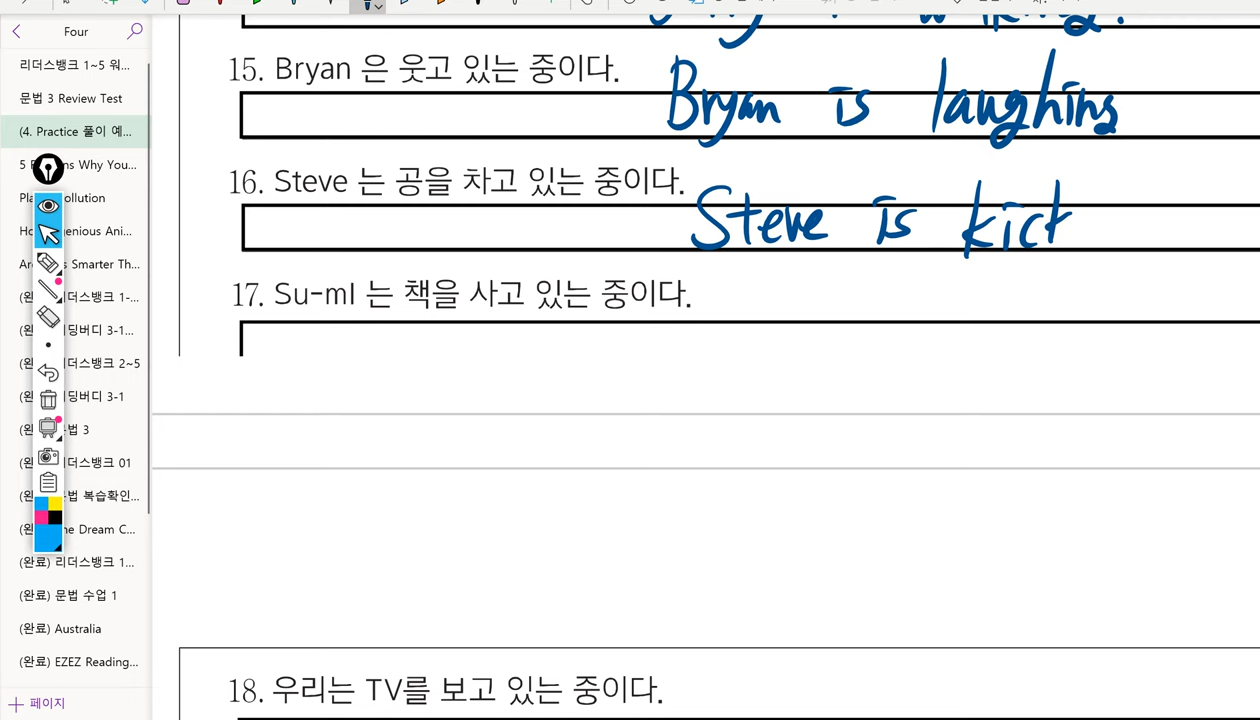 Four
리더스뱅크 1~5 워...
문법 3 Review Test
(4. Practice 풀이 예...
5 ns Why You...
ollution
enious Ani...
s Smarter Th...
더스뱅크 1-...
딩버디 3-1...
더스뱅크 2~5
딩버디 3-1
법 3
더스뱅크 01
법 복습확인...
e Dream C...
(완료) 리더스뱅크 1...
(완료) 문법 수업 1
(완료) Australia
(완료) EZEZ Reading...
페이지
15. Bryan 은 웃고 있는 중이다.
Bryan is laughing
16. Steve 는 공을 차고 있는 중이다.
Steve is kick
17. Su-mI 는 책을 사고 있는 중이다.
18. 우리는 TV를 보고 있는 중이다.